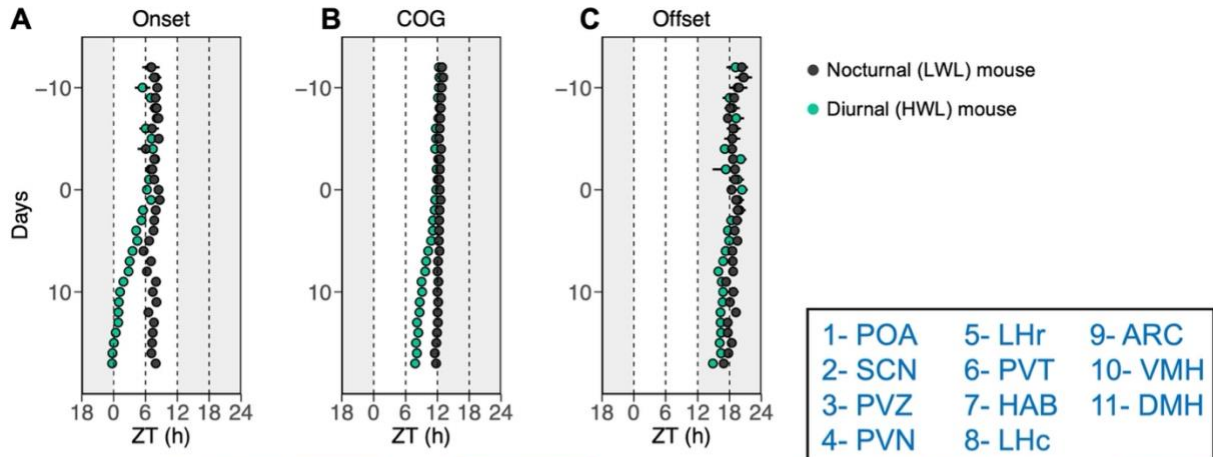 A Onset
B COG
C Offset
Days
−10
0
10
18 0 6 12 18 24
ZT (h)
18 0 6 12 18 24
ZT (h)
−10
0
10
18 0 6 12 18 24
ZT (h)
Nocturnal (LWL) mouse
Diurnal (HWL) mouse
1- POA 5- LHr 9- ARC
2- SCN 6- PVT 10- VMH
3- PVZ 7- HAB 11- DMH
4- PVN 8- LHc